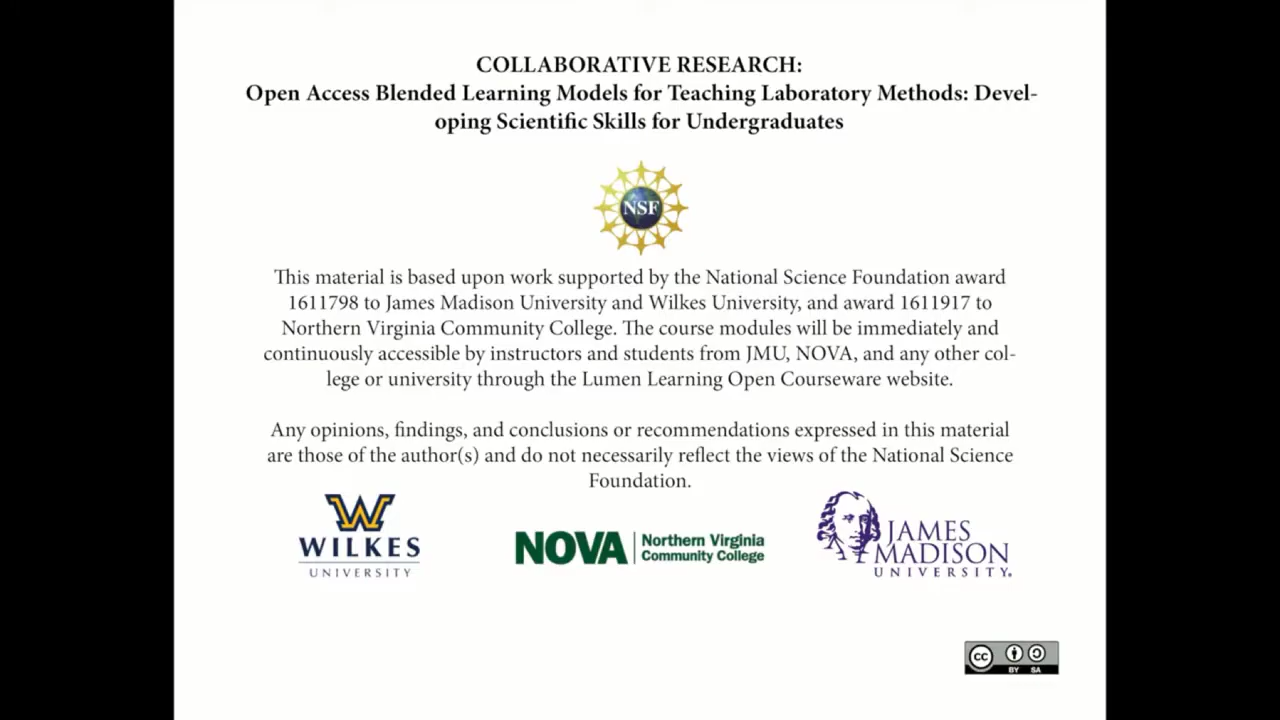 COLLABORATIVE RESEARCH:
Open Access Blended Learning Models for Teaching Laboratory Methods: Devel-
oping Scientific Skills for Undergraduates
NSF
This material is based upon work supported by the National Science Foundation award
1611798 to James Madison University and Wilkes University, and award 1611917 to
Northern Virginia Community College. The course modules will be immediately and
continuously accessible by instructors and students from JMU, NOVA, and any other col-
lege or university through the Lumen Learning Open Courseware website.
Any opinions, findings, and conclusions or recommendations expressed in this material
are those of the author(s) and do not necessarily reflect the views of the National Science
Foundation.
W
WILKES
UNIVERSITY
NOVA
Northern Virginia
Community College
JAMES
MADISON
UNIVERSITY.
CC
BY SA